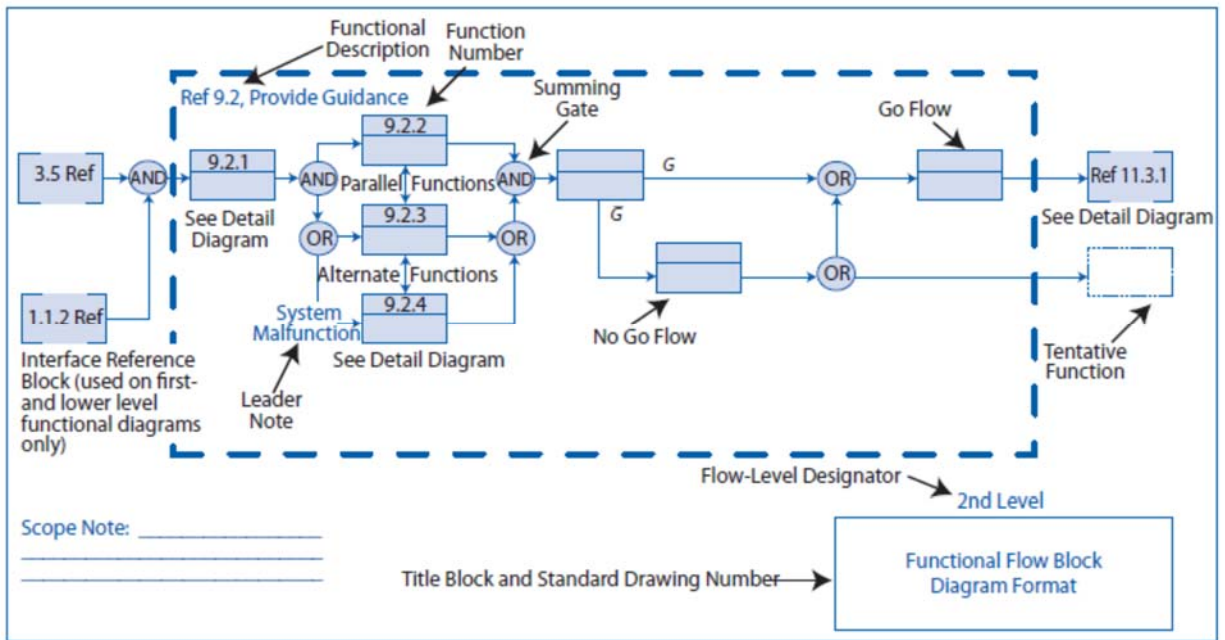 Functional
Description
Function
Number
Ref 9.2, Provide Guidance
Summing
Gate
Go Flow
9.2.2
3.5 Ref
AND
9.2.1
AND
Parallel Functions
AND
G
OR
Ref 11.3.1
See Detail
Diagram
9.2.3
G̅
See Detail Diagram
OR
OR
Alternate Functions
OR
1.1.2 Ref
System
Malfunction
9.2.4
See Detail Diagram
No Go Flow
Tentative
Function
Interface Reference
Block (used on first-
and lower level
functional diagrams
only)
Leader
Note
Flow-Level Designator
2nd Level
Scope Note:
Title Block and Standard Drawing Number
Functional Flow Block
Diagram Format